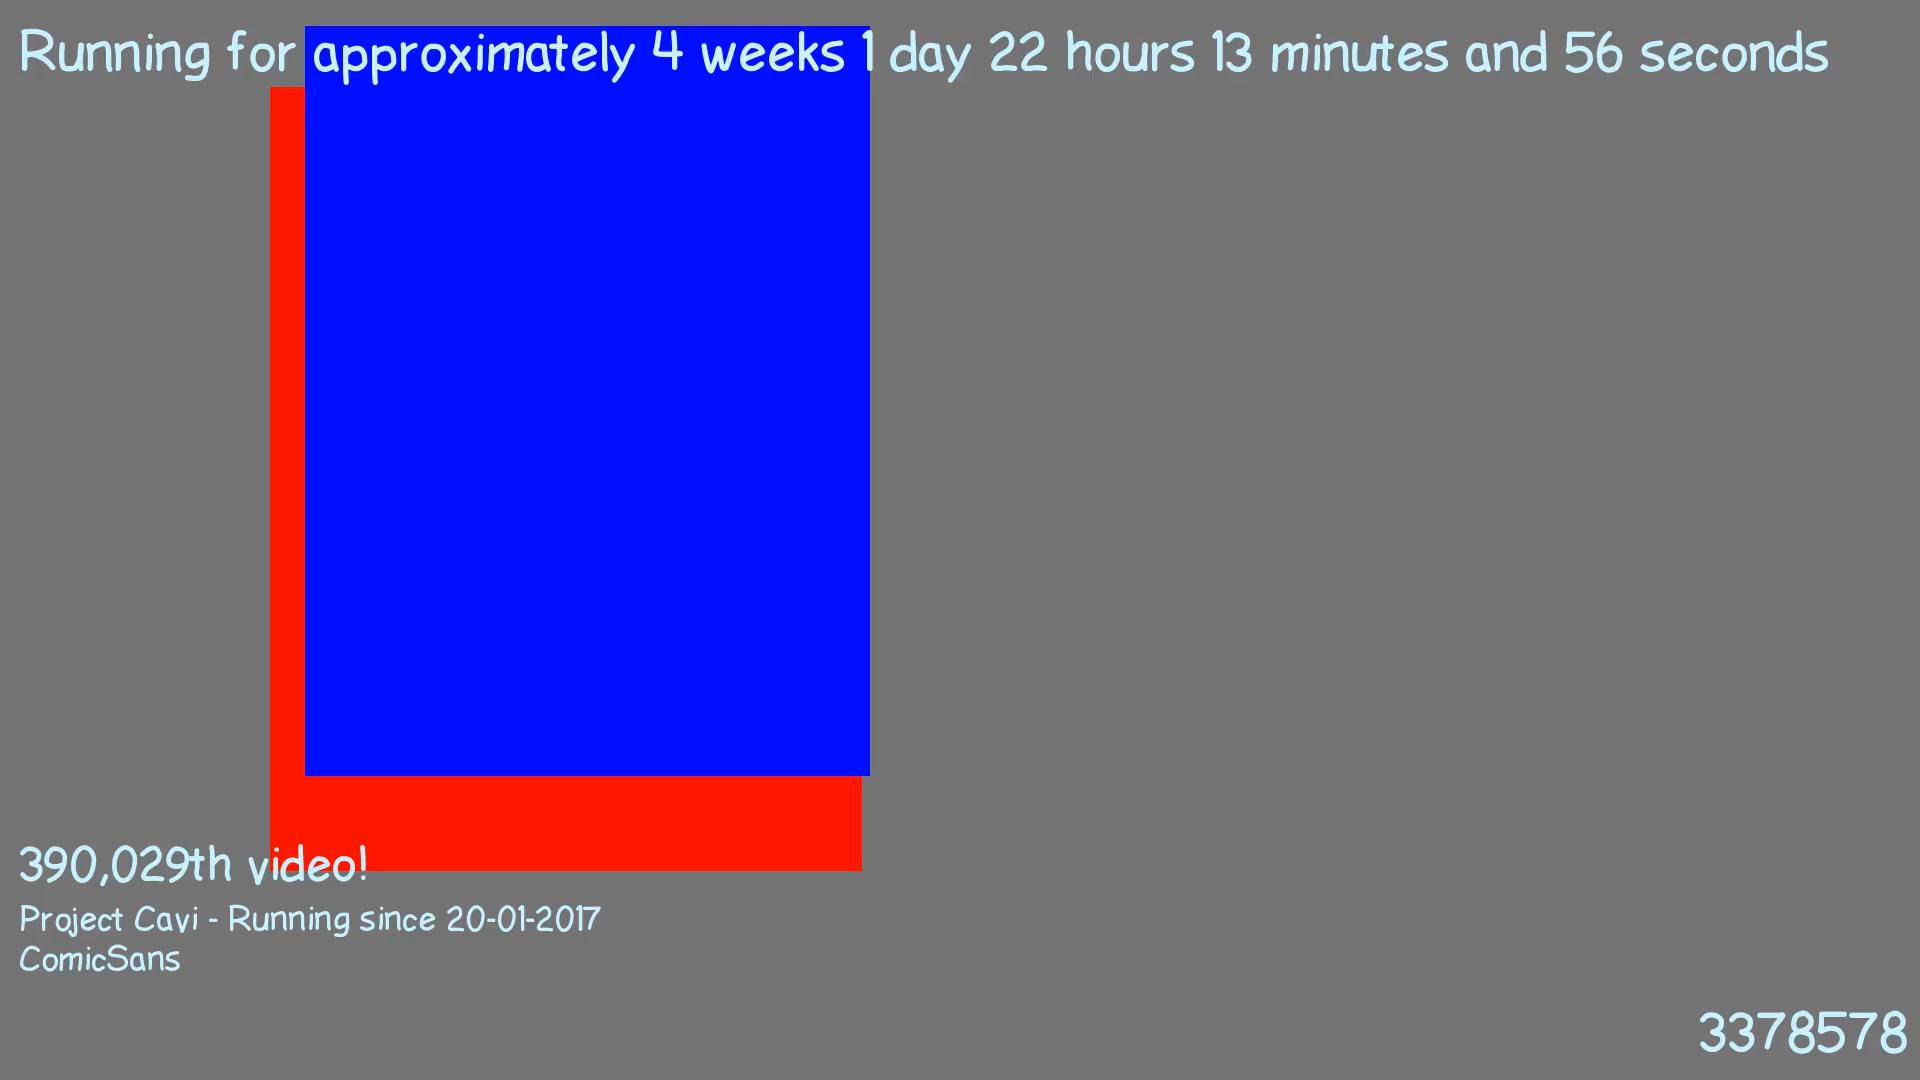 Running for approximately 4 weeks 1 day 22 hours 13 minutes and 56 seconds
390,029th video!
Project Cavi - Running since 20-01-2017
ComicSans
3378578